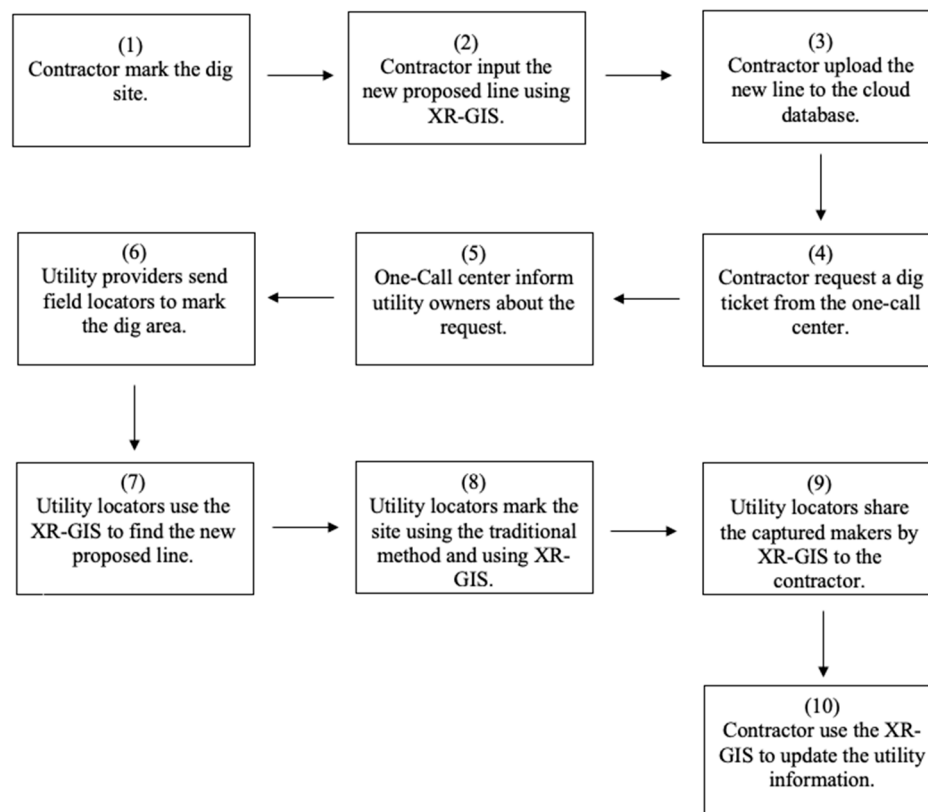 (1)
Contractor mark the dig
site.
(2)
Contractor input the
new proposed line using
XR-GIS.
(3)
Contractor upload the
new line to the cloud
database.
(4)
Contractor request a dig
ticket from the one-call
center.
(5)
One-Call center inform
utility owners about the
request.
(6)
Utility providers send
field locators to mark
the dig area.
(7)
Utility locators use the
XR-GIS to find the new
proposed line.
(8)
Utility locators mark the
site using the traditional
method and using XR-
GIS.
(9)
Utility locators share
the captured makers by
XR-GIS to the
contractor.
(10)
Contractor use the XR-
GIS to update the utility
information.